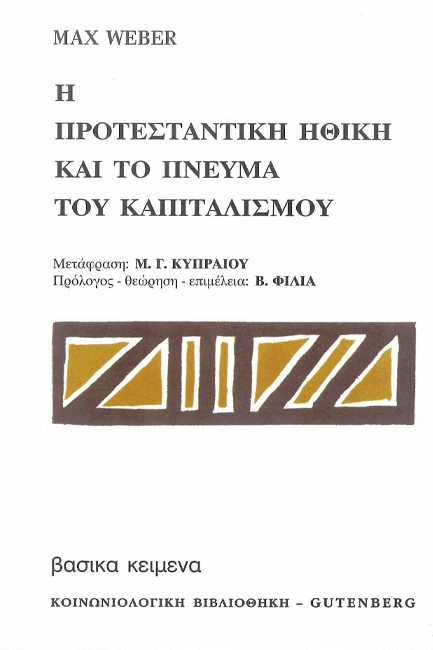 MAX WEBER
Η
ΠΡΟΤΕΣΤΑΝΤΙΚΗ ΗΘΙΚΗ
ΚΑΙ ΤΟ ΠΝΕΥΜΑ
ΤΟΥ ΚΑΠΙΤΑΛΙΣΜΟΥ
Μετάφραση: Μ. Γ. ΚΥΠΡΑΙΟΥ
Πρόλογος - θεώρηση - επιμέλεια: Β. ΦΙΛΙΑ
βασικα κειμενα
ΚΟΙΝΩΝΙΟΛΟΓΙΚΗ ΒΙΒΛΙΟΘΗΚΗ – GUTENBERG